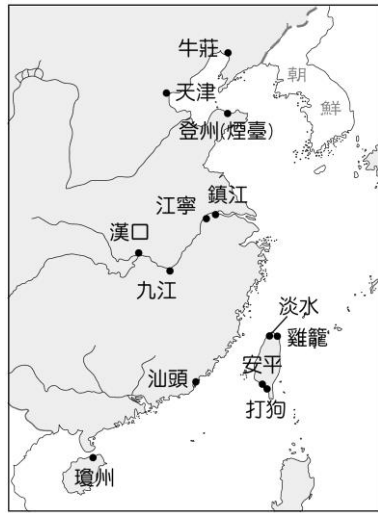 牛莊
朝
鮮
天津
登州(煙臺)
鎮江
江寧
漢口
九江
淡水
雞籠
安平
汕頭
打狗
瓊州